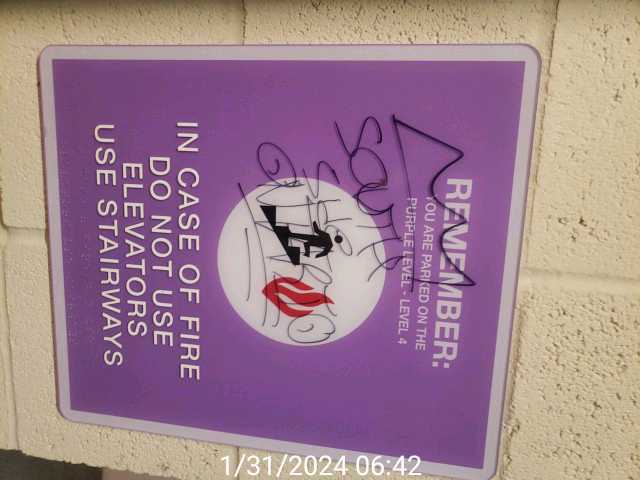 REMEMBER:
YOU ARE PARKED ON THE
PURPLE LEVEL - LEVEL 4
IN CASE OF FIRE
DO NOT USE
ELEVATORS
USE STAIRWAYS
1/31/2024 06:42